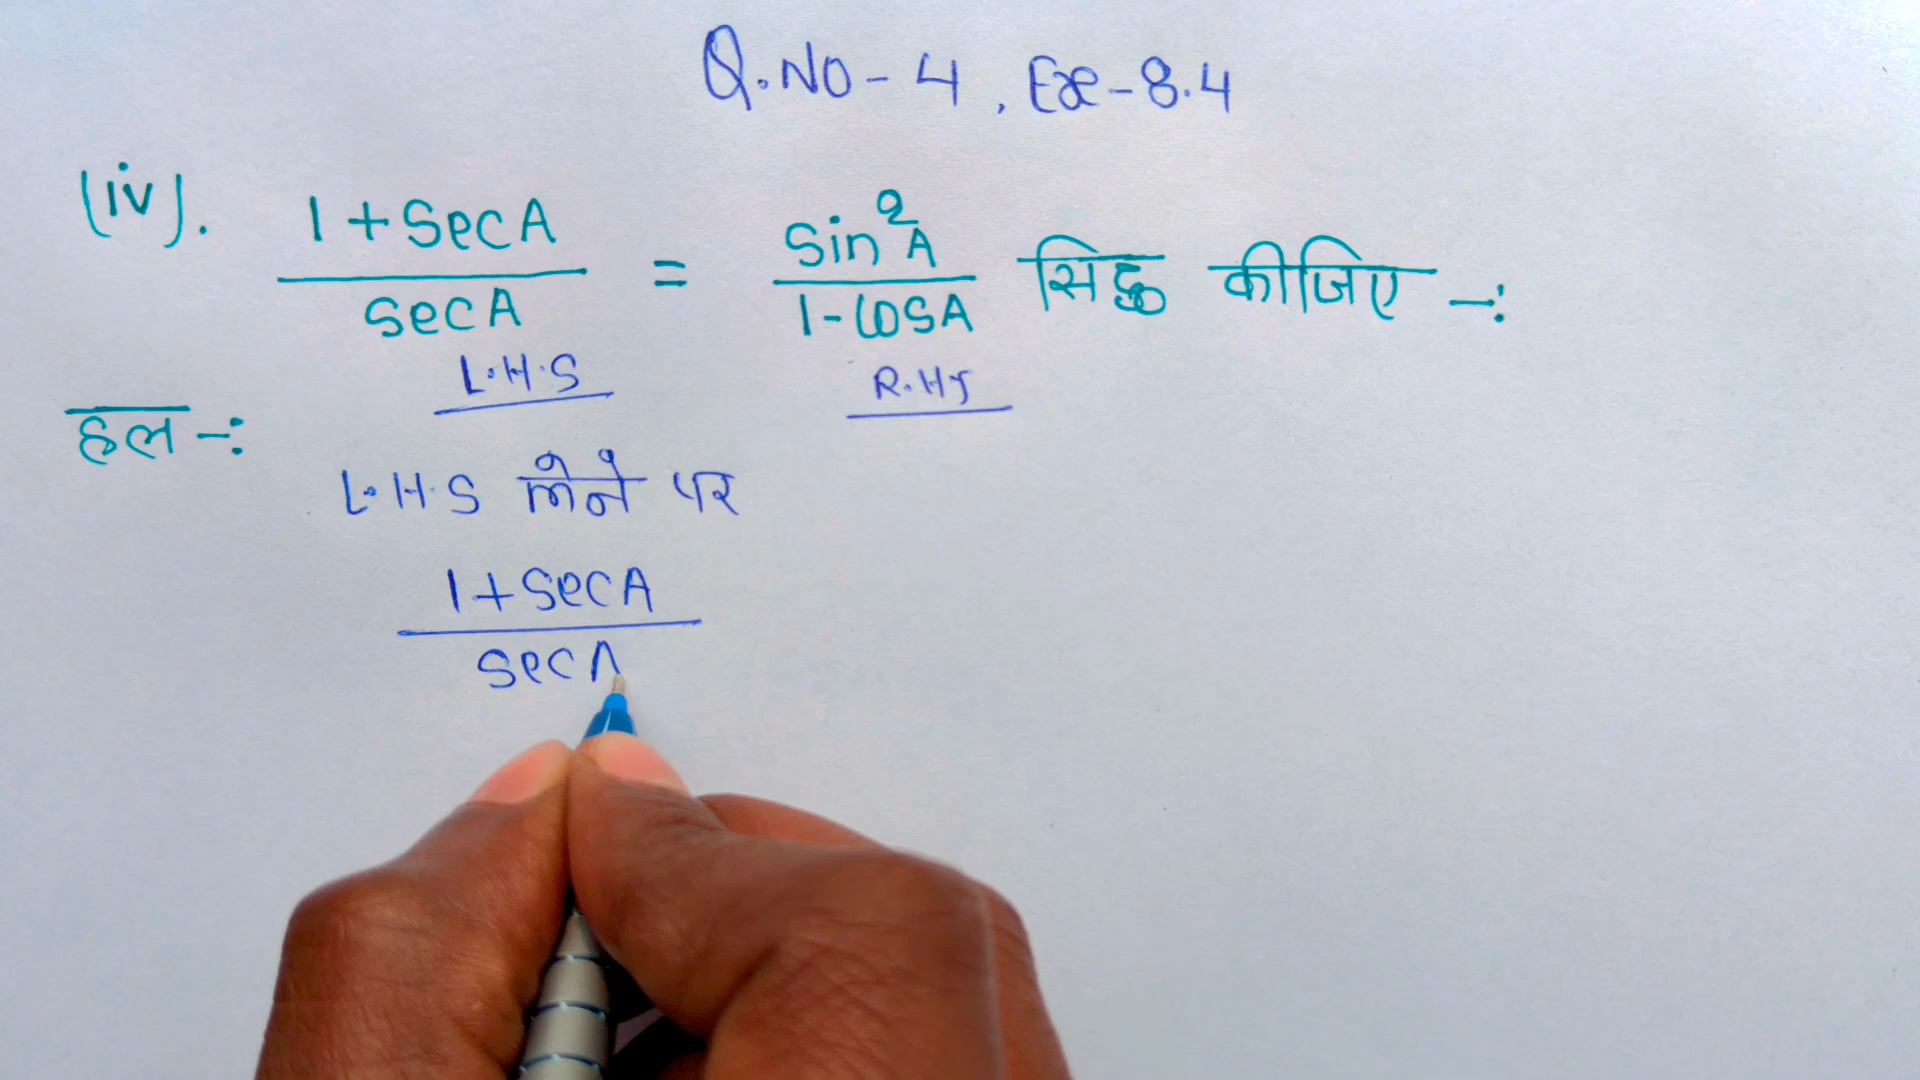 Q.NO-4, Ex-8.4
(iv). 1+SecA / SecA = Sin²A / 1-COSA सिद्ध कीजिए -:
L.H.S R.H.S
हल -:
L.H.S लेने पर
1+SecA
SecA